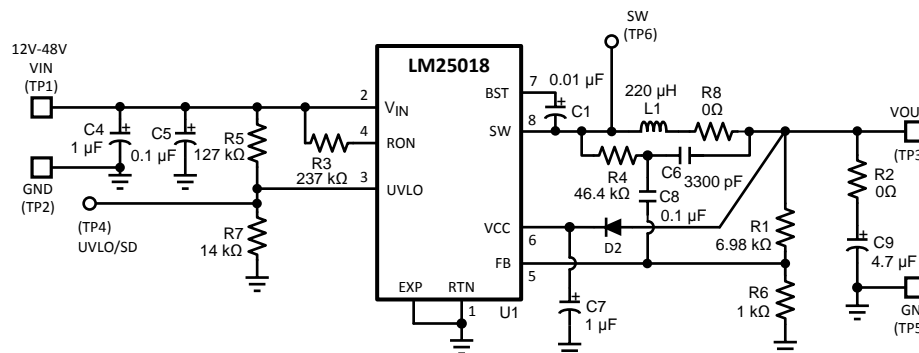 SW
(TP6)
12V-48V
VIN
(TP1)
LM25018
0.01 µF
220 µH
L1
R8
0Ω
7
BST
C1
2
VIN
8
SW
VOU
(TP3
C4
1 µF
+
C5
0.1 µF
+
R5
127 kΩ
4
RON
R3
237 kΩ
R4
46.4 kΩ
C6
3300 pF
C8
0.1 µF
R2
0Ω
GND
(TP2)
3
UVLO
(TP4)
UVLO/SD
R7
14 kΩ
VCC
6
D2
R1
6.98 kΩ
+
C9
4.7 µF
FB
5
EXP
RTN
1
U1
+
C7
1 µF
R6
1 kΩ
GN
(TP5